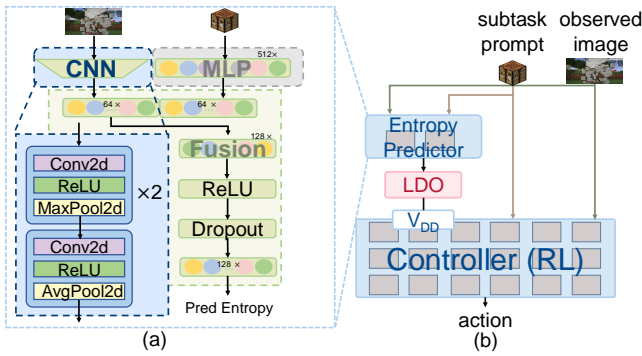 CNN
MLP
512×
64 ×
64 ×
Fusion
128×
Conv2d
ReLU
MaxPool2d
×2
Conv2d
ReLU
AvgPool2d
ReLU
Dropout
128 ×
Pred Entropy
(a)
subtask
prompt
observed
image
Entropy
Predictor
LDO
VDD
Controller (RL)
action
(b)